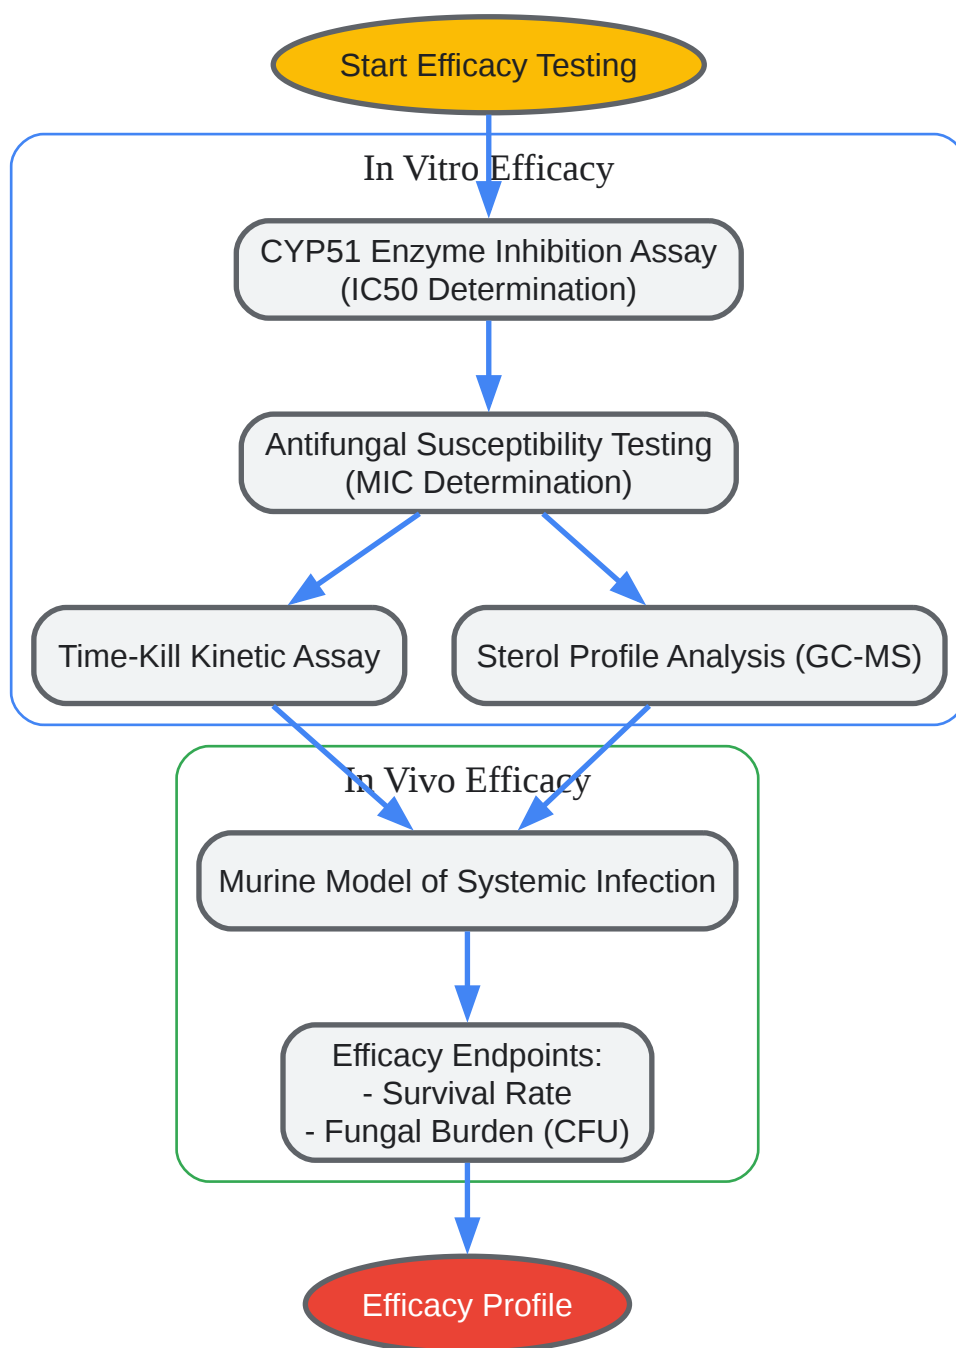 Start Efficacy Testing
In Vitro Efficacy
CYP51 Enzyme Inhibition Assay
(IC50 Determination)
Antifungal Susceptibility Testing
(MIC Determination)
Time-Kill Kinetic Assay
Sterol Profile Analysis (GC-MS)
In Vivo Efficacy
Murine Model of Systemic Infection
Efficacy Endpoints:
- Survival Rate
- Fungal Burden (CFU)
Efficacy Profile